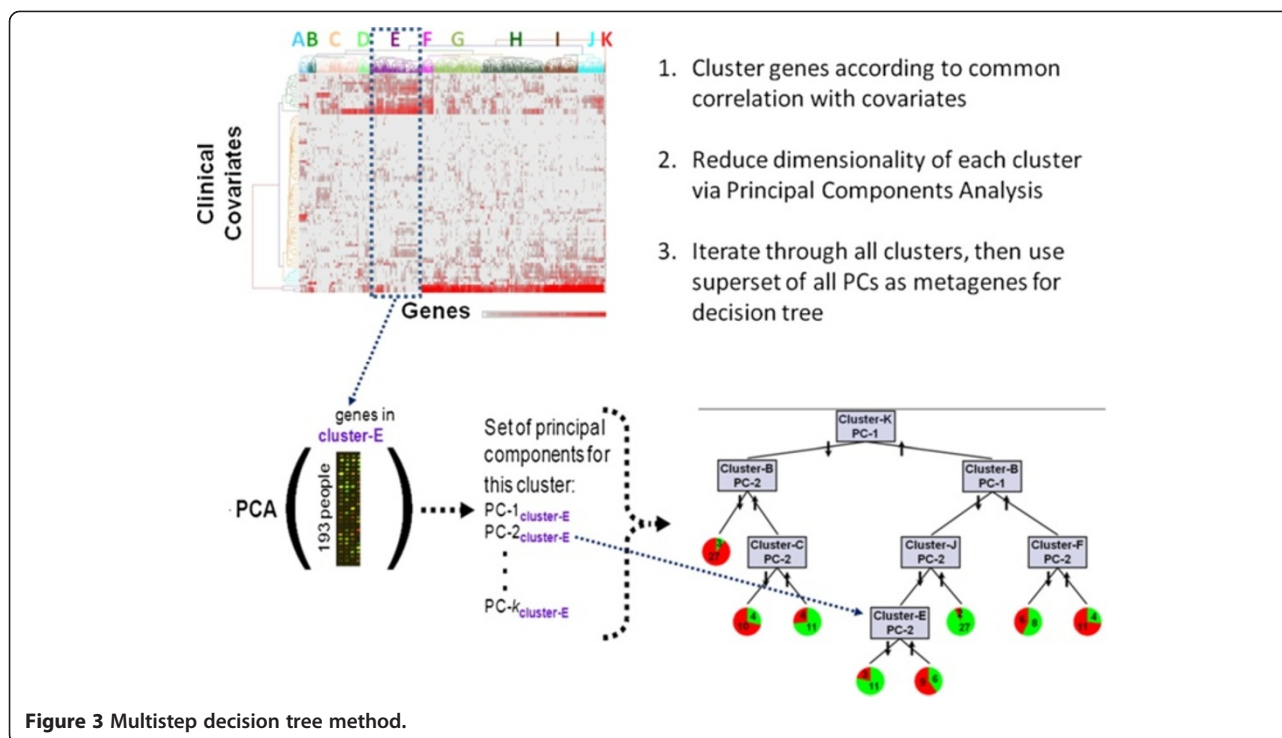 A B C D E F G H I J K
Clinical
Covariates
Genes
1. Cluster genes according to common
correlation with covariates
2. Reduce dimensionality of each cluster
via Principal Components Analysis
3. Iterate through all clusters, then use
superset of all PCs as metagenes for
decision tree
genes in
cluster-E
193 people
PCA
Set of principal
components for
this cluster:
PC-1cluster-E
PC-2cluster-E
PC-kcluster-E
Cluster-K
PC-1
Cluster-B
PC-2
Cluster-B
PC-1
27
Cluster-C
PC-2
Cluster-J
PC-2
Cluster-F
PC-2
4
10
11
2
27
8
4
11
Cluster-E
PC-2
11
6
Figure 3 Multistep decision tree method.